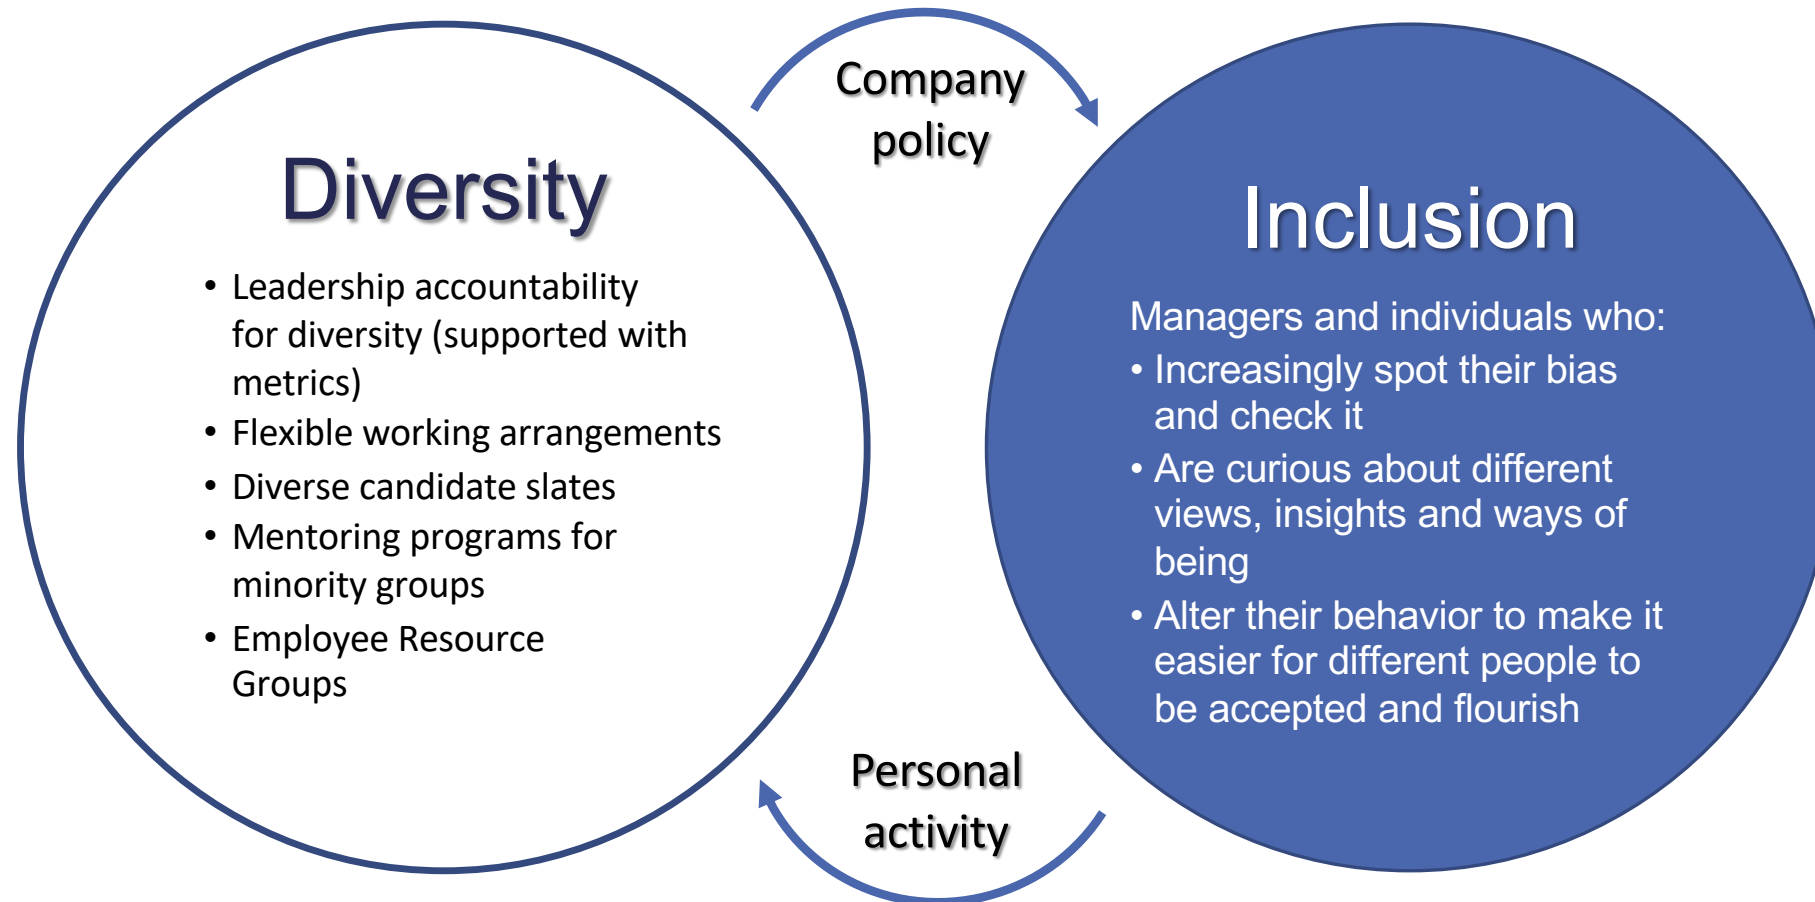 Diversity
• Leadership accountability
for diversity (supported with
metrics)
• Flexible working arrangements
• Diverse candidate slates
• Mentoring programs for
minority groups
• Employee Resource
Groups
Company
policy
Personal
activity
Inclusion
Managers and individuals who:
• Increasingly spot their bias
and check it
• Are curious about different
views, insights and ways of
being
• Alter their behavior to make it
easier for different people to
be accepted and flourish